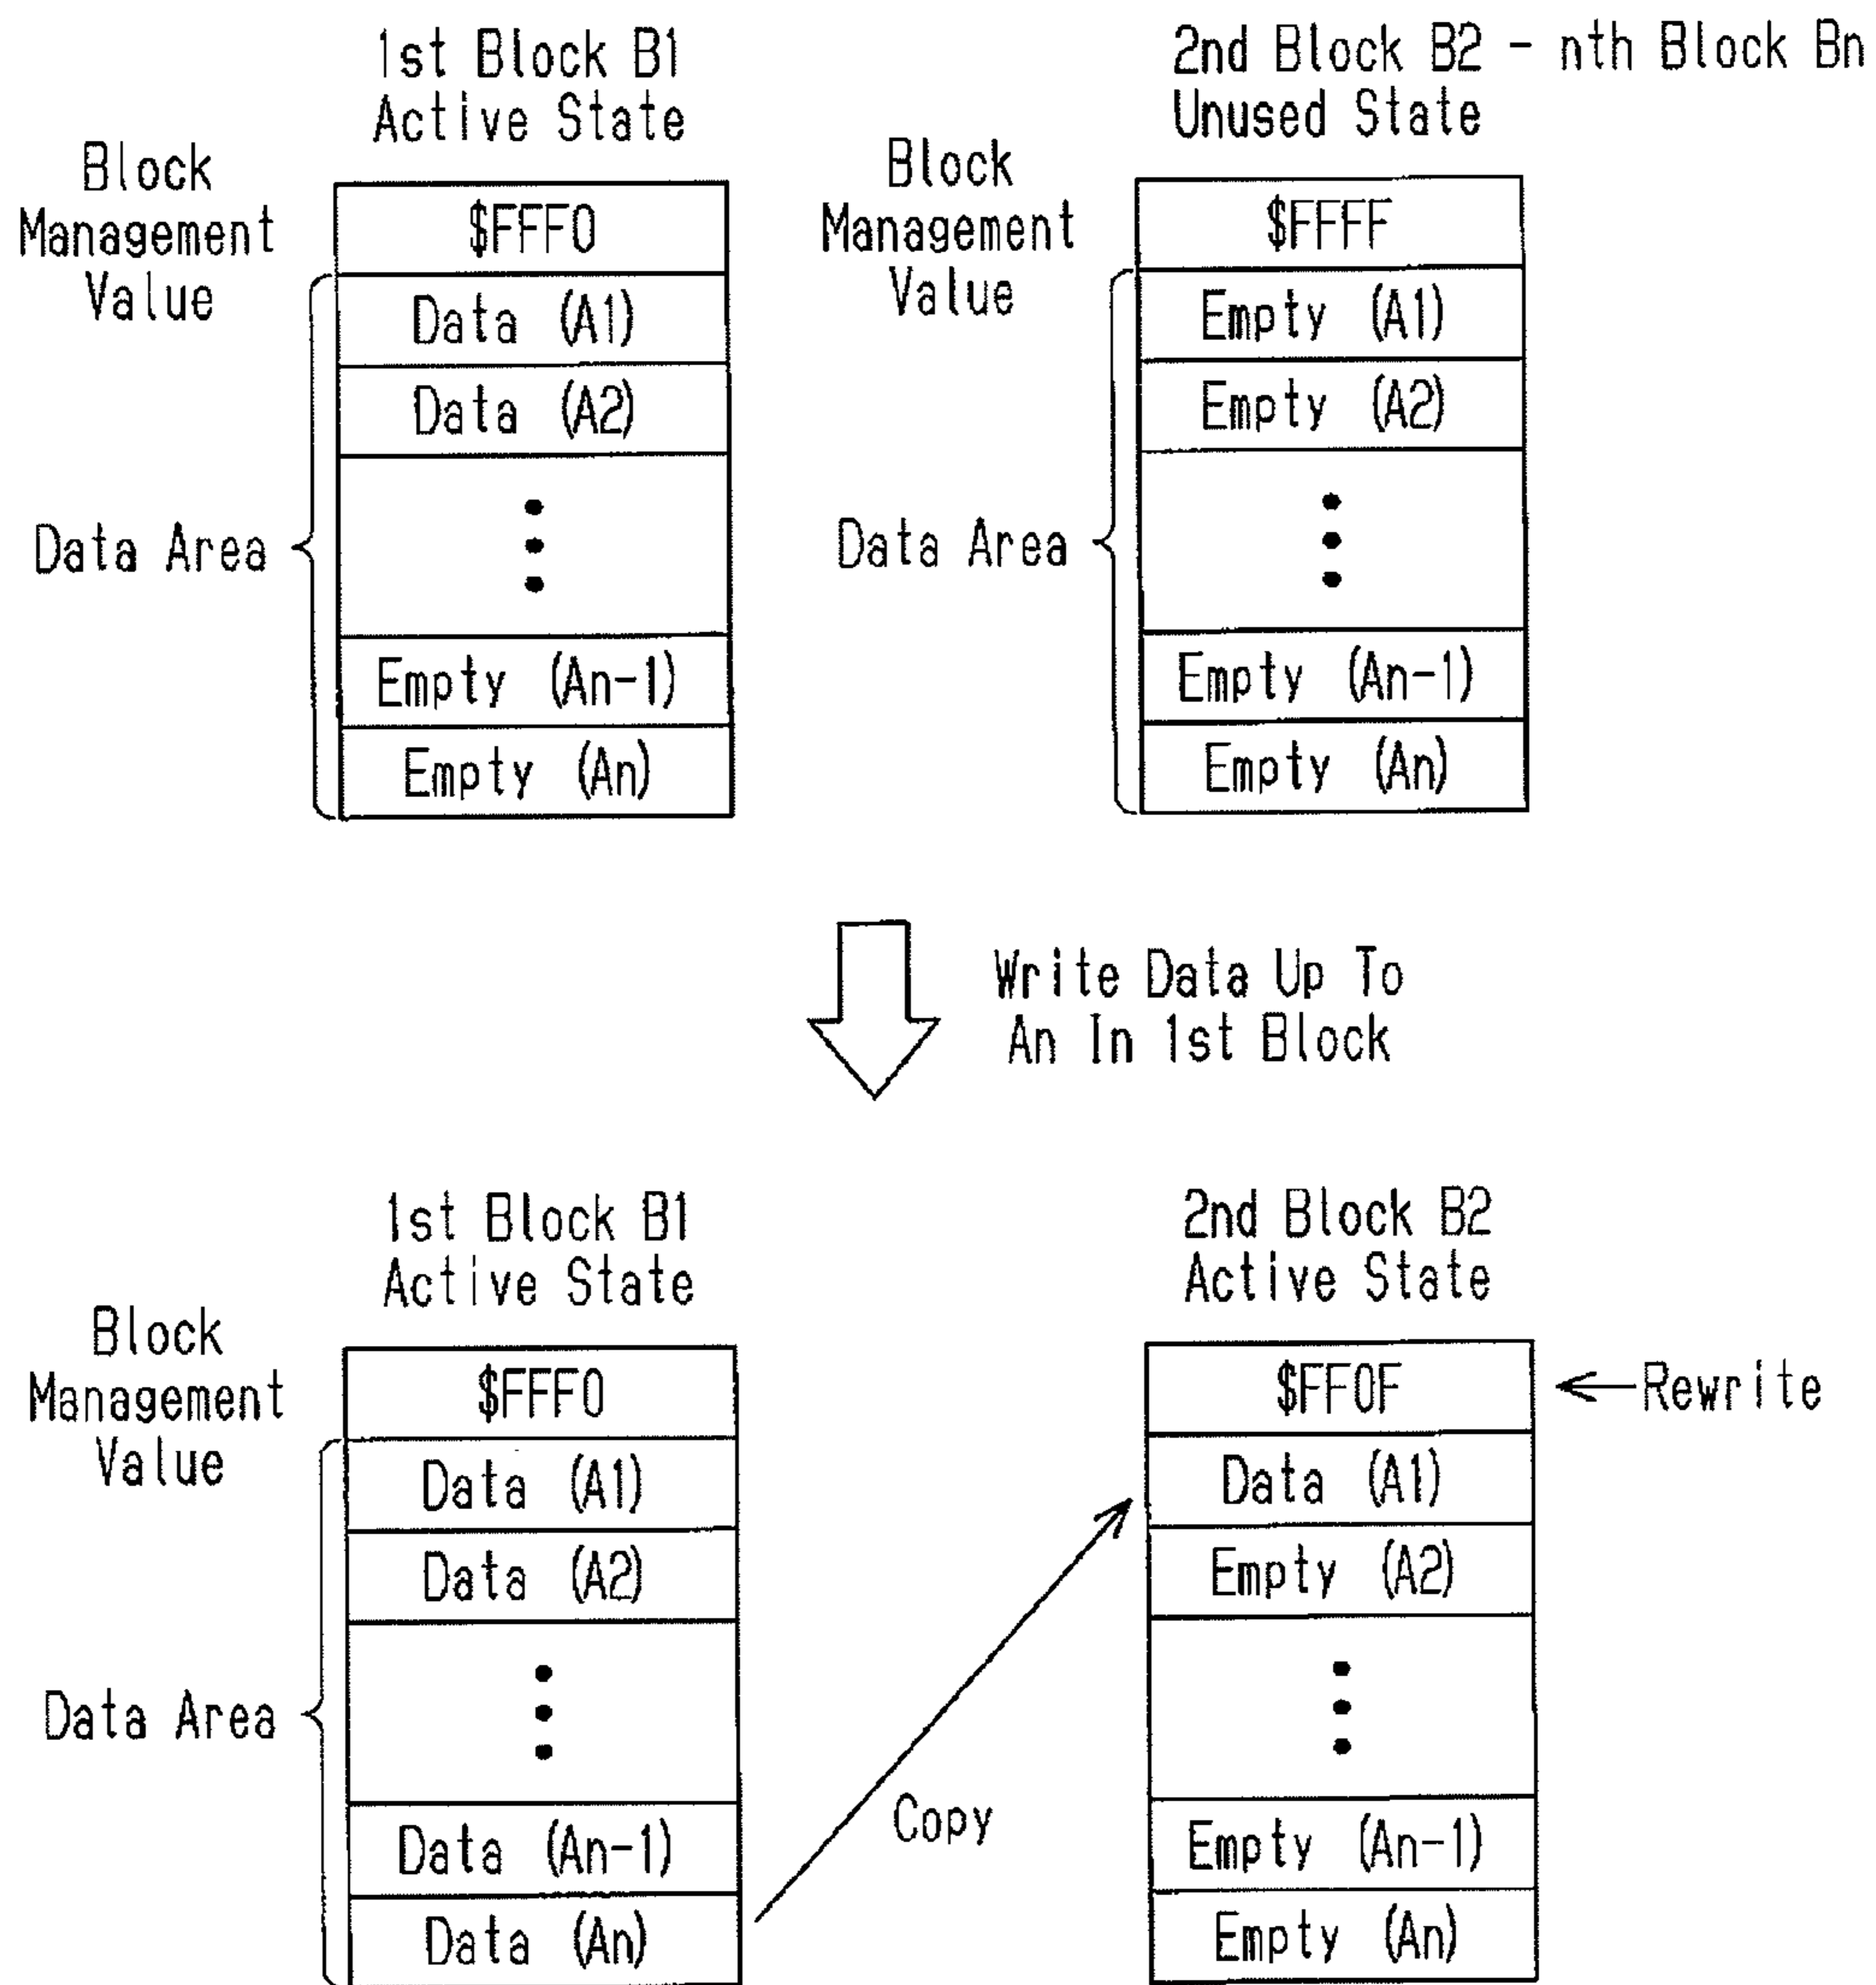 1st Block B1
Active State
Block
Management
Value
$FFF0
Data (A1)
Data (A2)
Data Area
Empty (An-1)
Empty (An)
2nd Block B2 - nth Block Bn
Unused State
Block
Management
Value
$FFFF
Empty (A1)
Empty (A2)
Data Area
Empty (An-1)
Empty (An)
Write Data Up To
An In 1st Block
1st Block B1
Active State
Block
Management
Value
$FFF0
Data (A1)
Data (A2)
Data Area
Data (An-1)
Data (An)
Copy
2nd Block B2
Active State
$FF0F
Rewrite
Data (A1)
Empty (A2)
Empty (An-1)
Empty (An)